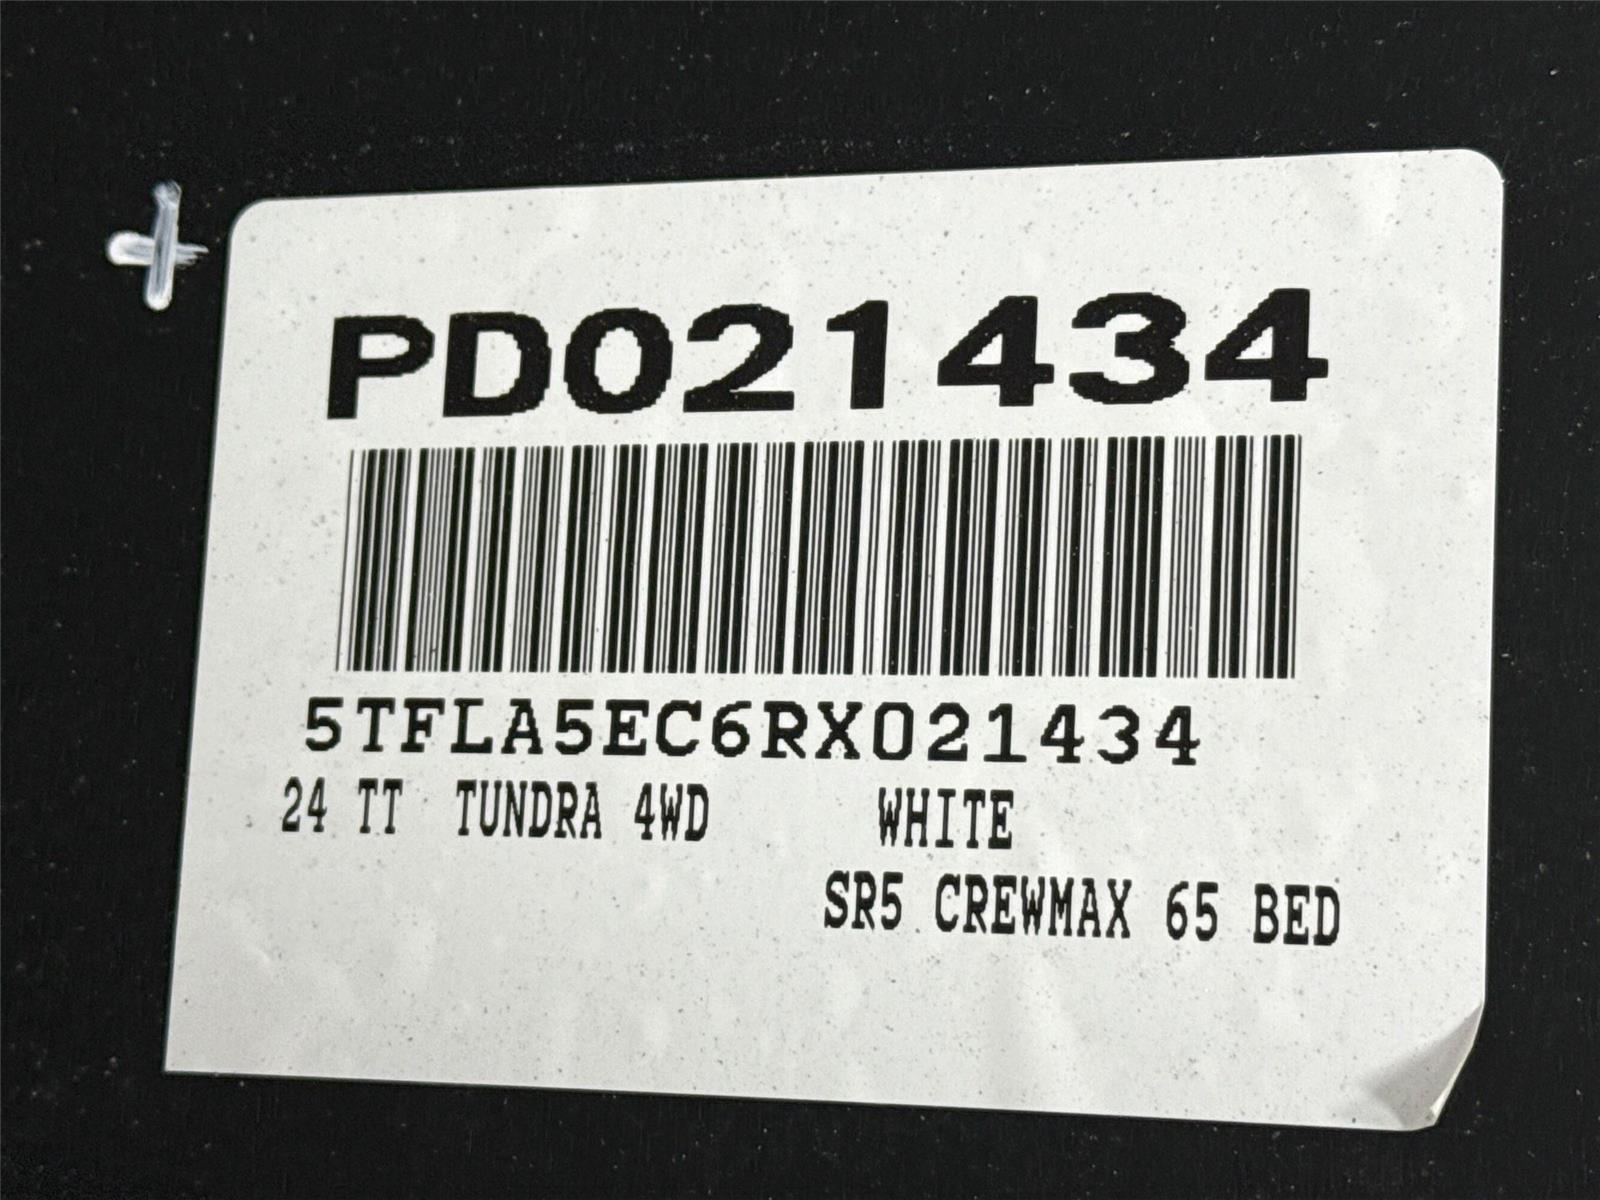 PD021434
5TFLA5EC6RX021434
24 TT TUNDRA 4WD WHITE
SR5 CREWMAX 65 BED